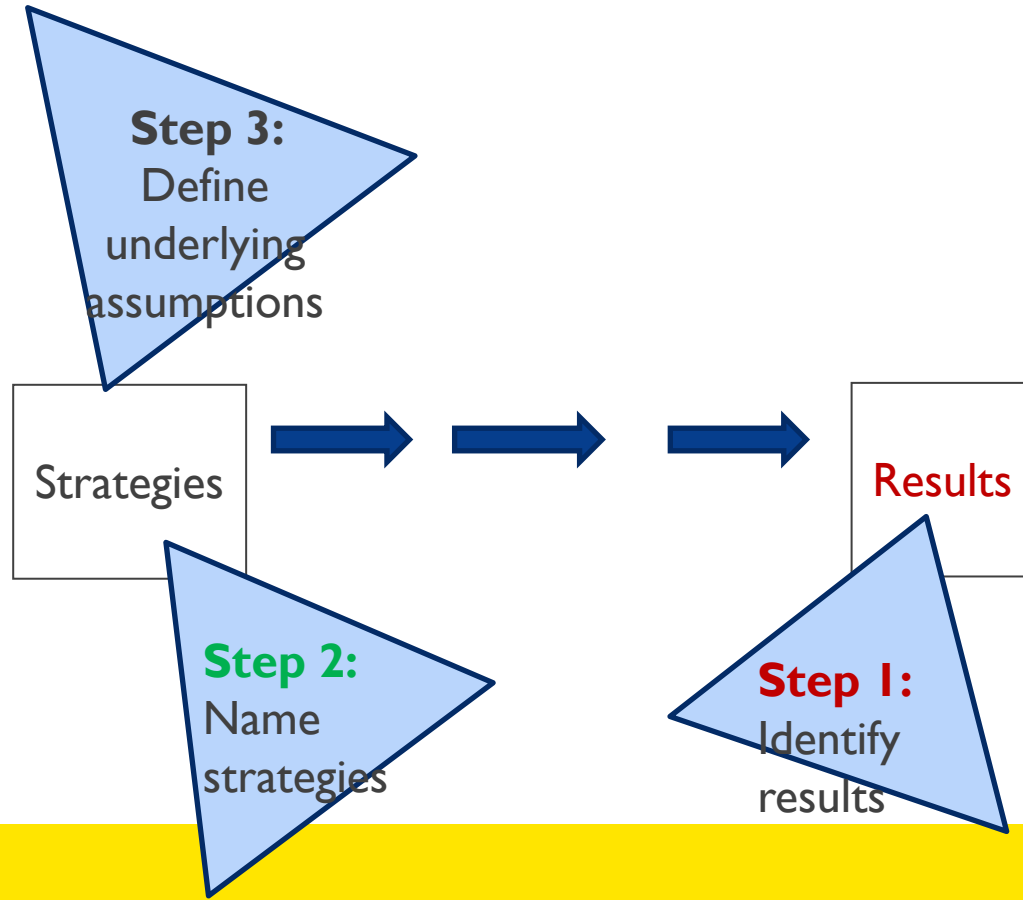 Step 3:
Define
underlying
assumptions
Strategies
Results
Step 2:
Name
strategies
Step 1:
Identify
results